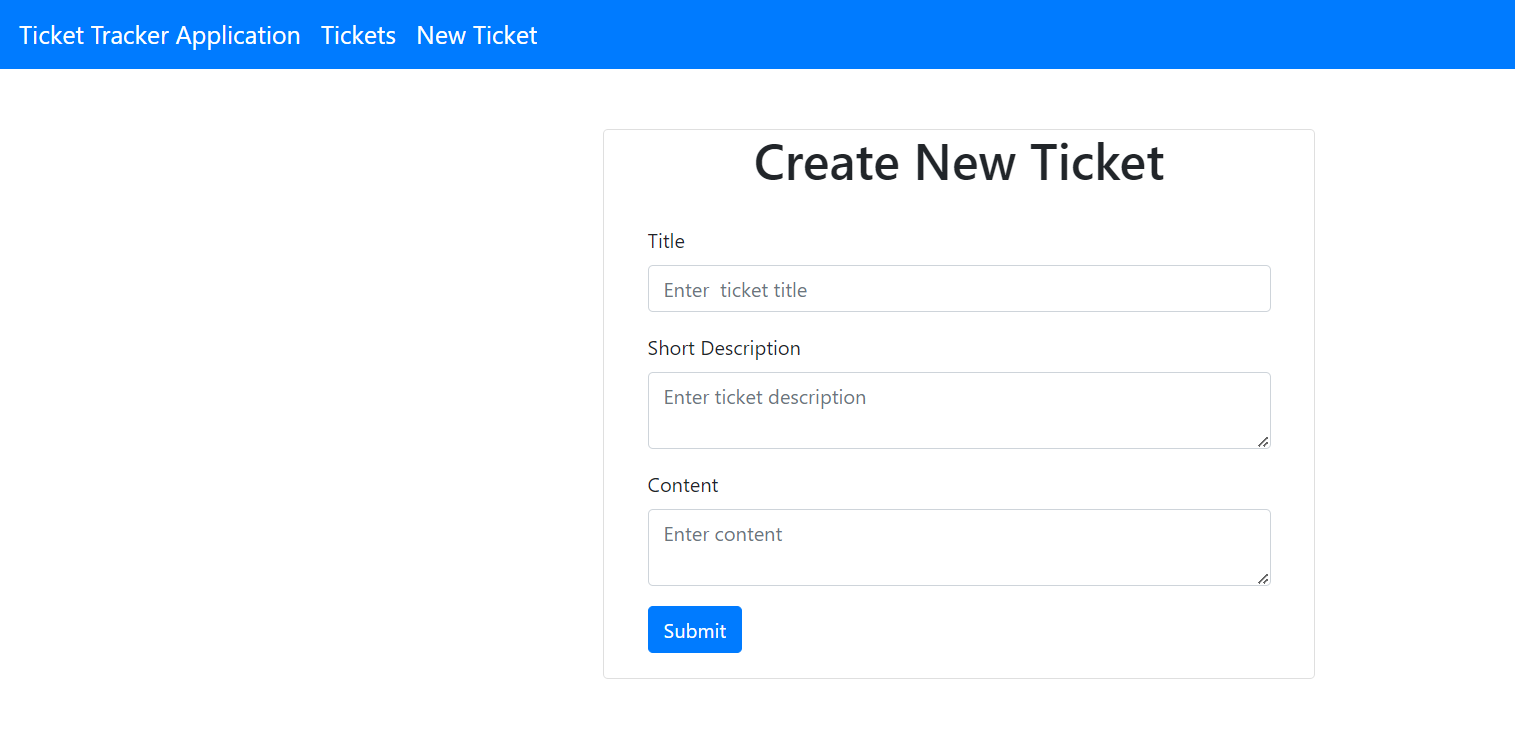 Ticket Tracker Application Tickets New Ticket
Create New Ticket
Title
Enter  ticket title
Short Description
Enter ticket description
Content
Enter content
Submit